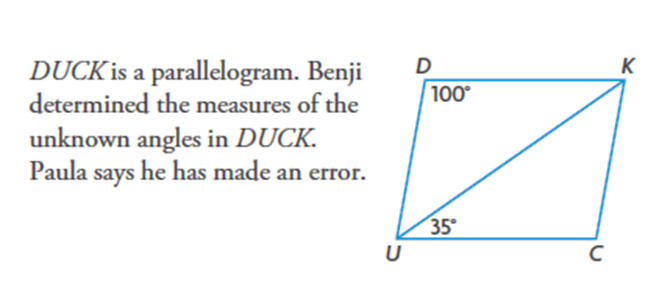 DUCK is a parallelogram. Benji
determined the measures of the
unknown angles in DUCK.
Paula says he has made an error.
D
K
100°
35°
U
C